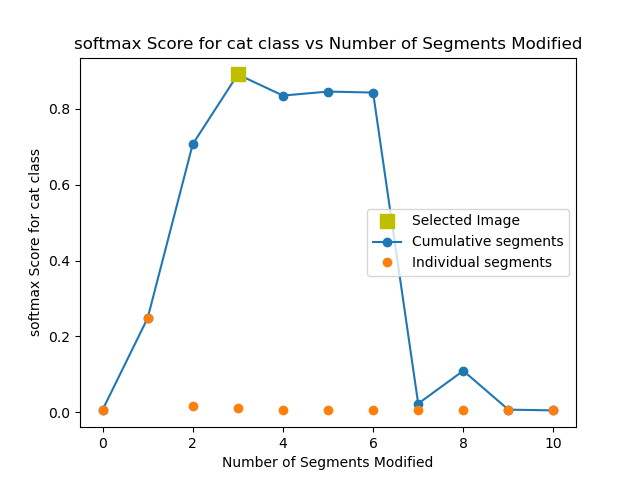 softmax Score for cat class vs Number of Segments Modified
softmax Score for cat class
0.8
0.6
0.4
0.2
0.0
Selected Image
Cumulative segments
Individual segments
0 2 4 6 8 10
Number of Segments Modified